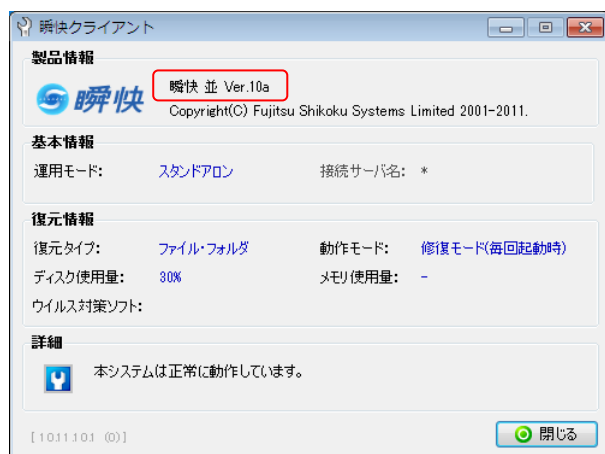 瞬快クライアント
製品情報
瞬快
瞬快 並 Ver.10a
Copyright(C) Fujitsu Shikoku Systems Limited 2001-2011.
基本情報
運用モード: スタンドアロン 接続サーバ名: *
復元情報
復元タイプ: ファイル・フォルダ 動作モード: 修復モード(毎回起動時)
ディスク使用量: 30% メモリ使用量: -
ウイルス対策ソフト:
詳細
本システムは正常に動作しています。
[10.11.10.1 (0)] 閉じる